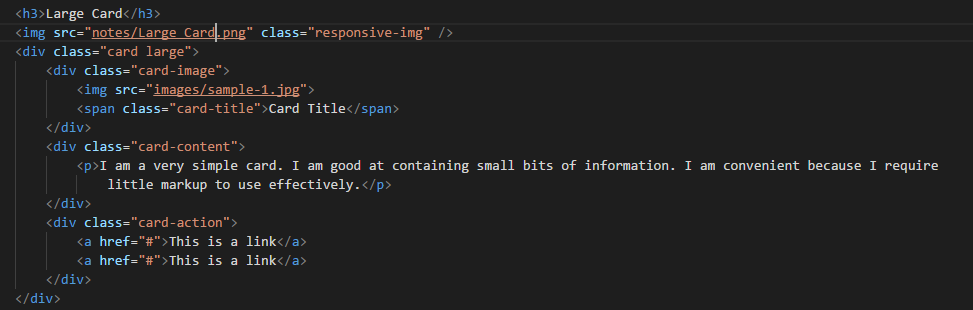 <h3>Large Card</h3>
<img src="notes/Large Card.png" class="responsive-img" />
<div class="card large">
<div class="card-image">
<img src="images/sample-1.jpg">
<span class="card-title">Card Title</span>
</div>
<div class="card-content">
<p>I am a very simple card. I am good at containing small bits of information. I am convenient because I require
little markup to use effectively.</p>
</div>
<div class="card-action">
<a href="#">This is a link</a>
<a href="#">This is a link</a>
</div>
</div>